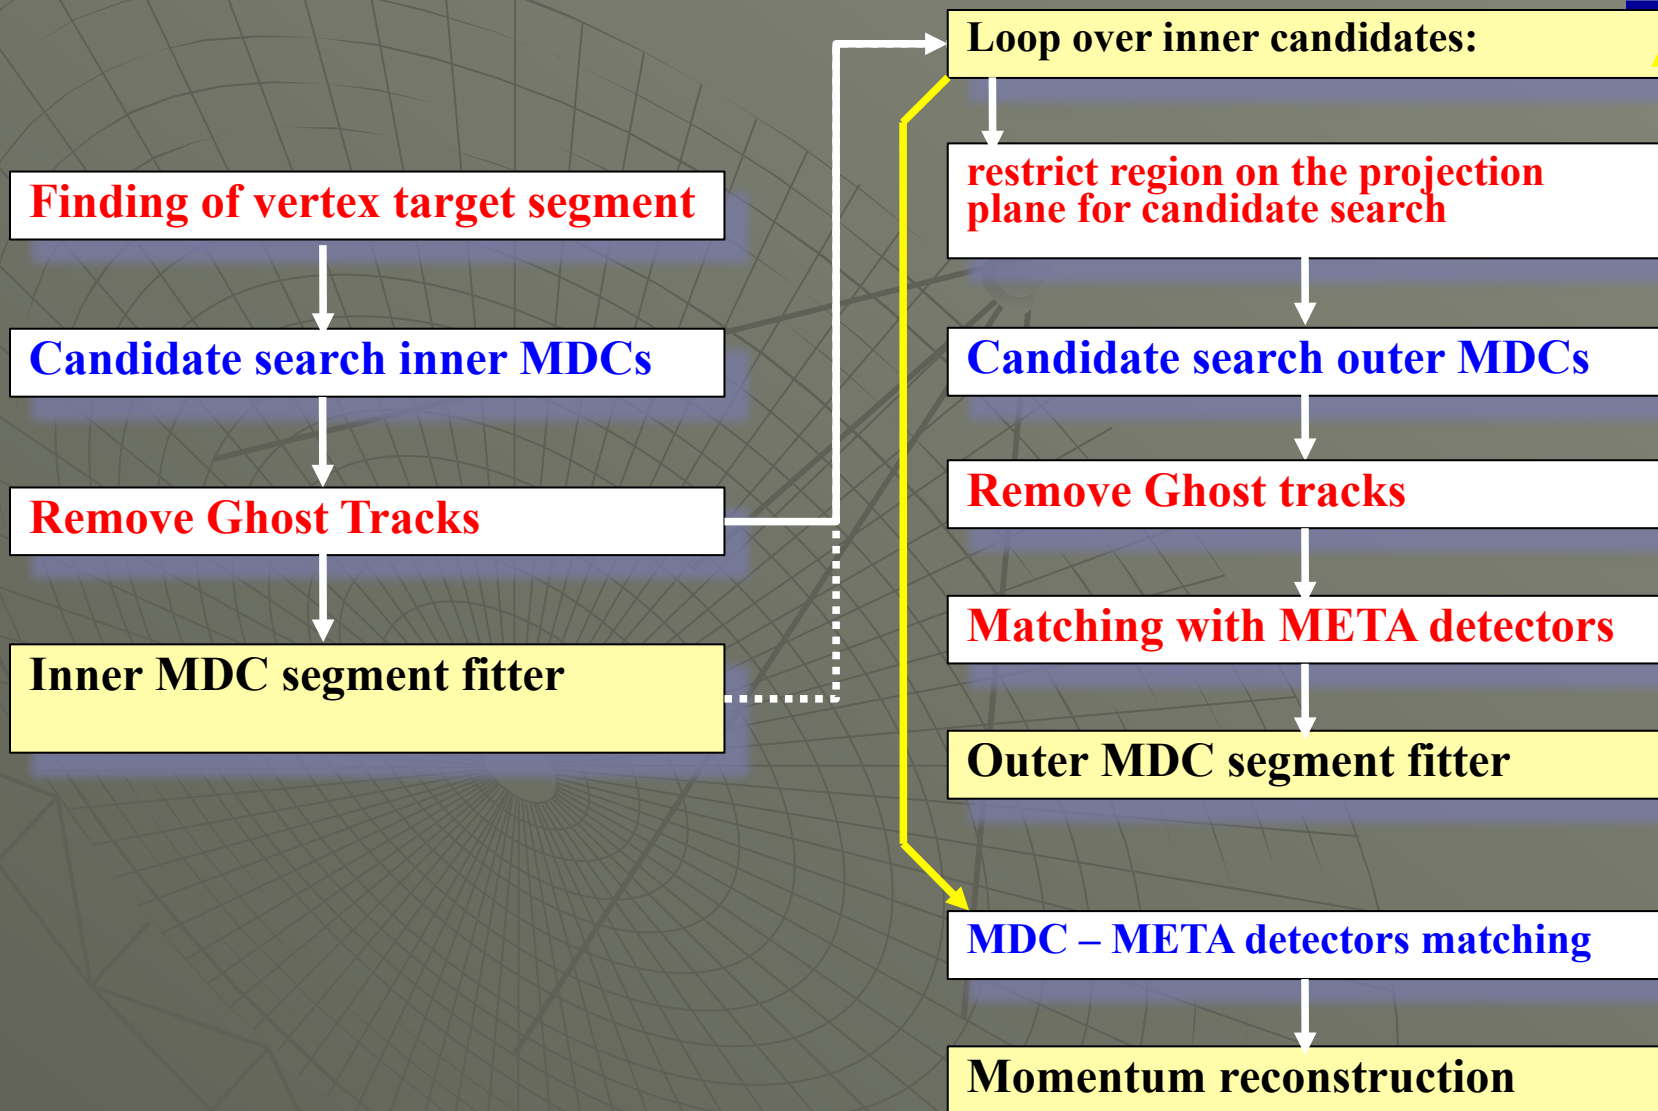 Finding of vertex target segment
Candidate search inner MDCs
Remove Ghost Tracks
Inner MDC segment fitter
Loop over inner candidates:
restrict region on the projection
plane for candidate search
Candidate search outer MDCs
Remove Ghost tracks
Matching with META detectors
Outer MDC segment fitter
MDC – META detectors matching
Momentum reconstruction